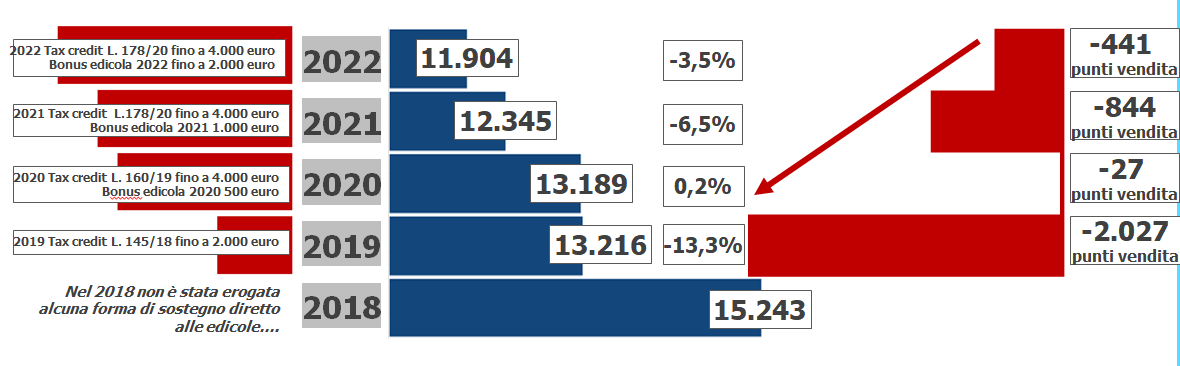 2022 Tax credit L. 178/20 fino a 4.000 euro
Bonus edicola 2022 fino a 2.000 euro
2022
11.904
-3,5%
-441
punti vendita
2021 Tax credit  L.178/20 fino a 4.000 euro
Bonus edicola 2021 1.000 euro
2021
12.345
-6,5%
-844
punti vendita
2020 Tax credit L. 160/19 fino a 4.000 euro
Bonus edicola 2020 500 euro
2020
13.189
0,2%
-27
punti vendita
2019 Tax credit L. 145/18 fino a 2.000 euro
2019
13.216
-13,3%
-2.027
punti vendita
Nel 2018 non è stata erogata
alcuna forma di sostegno diretto
alle edicole....
2018
15.243